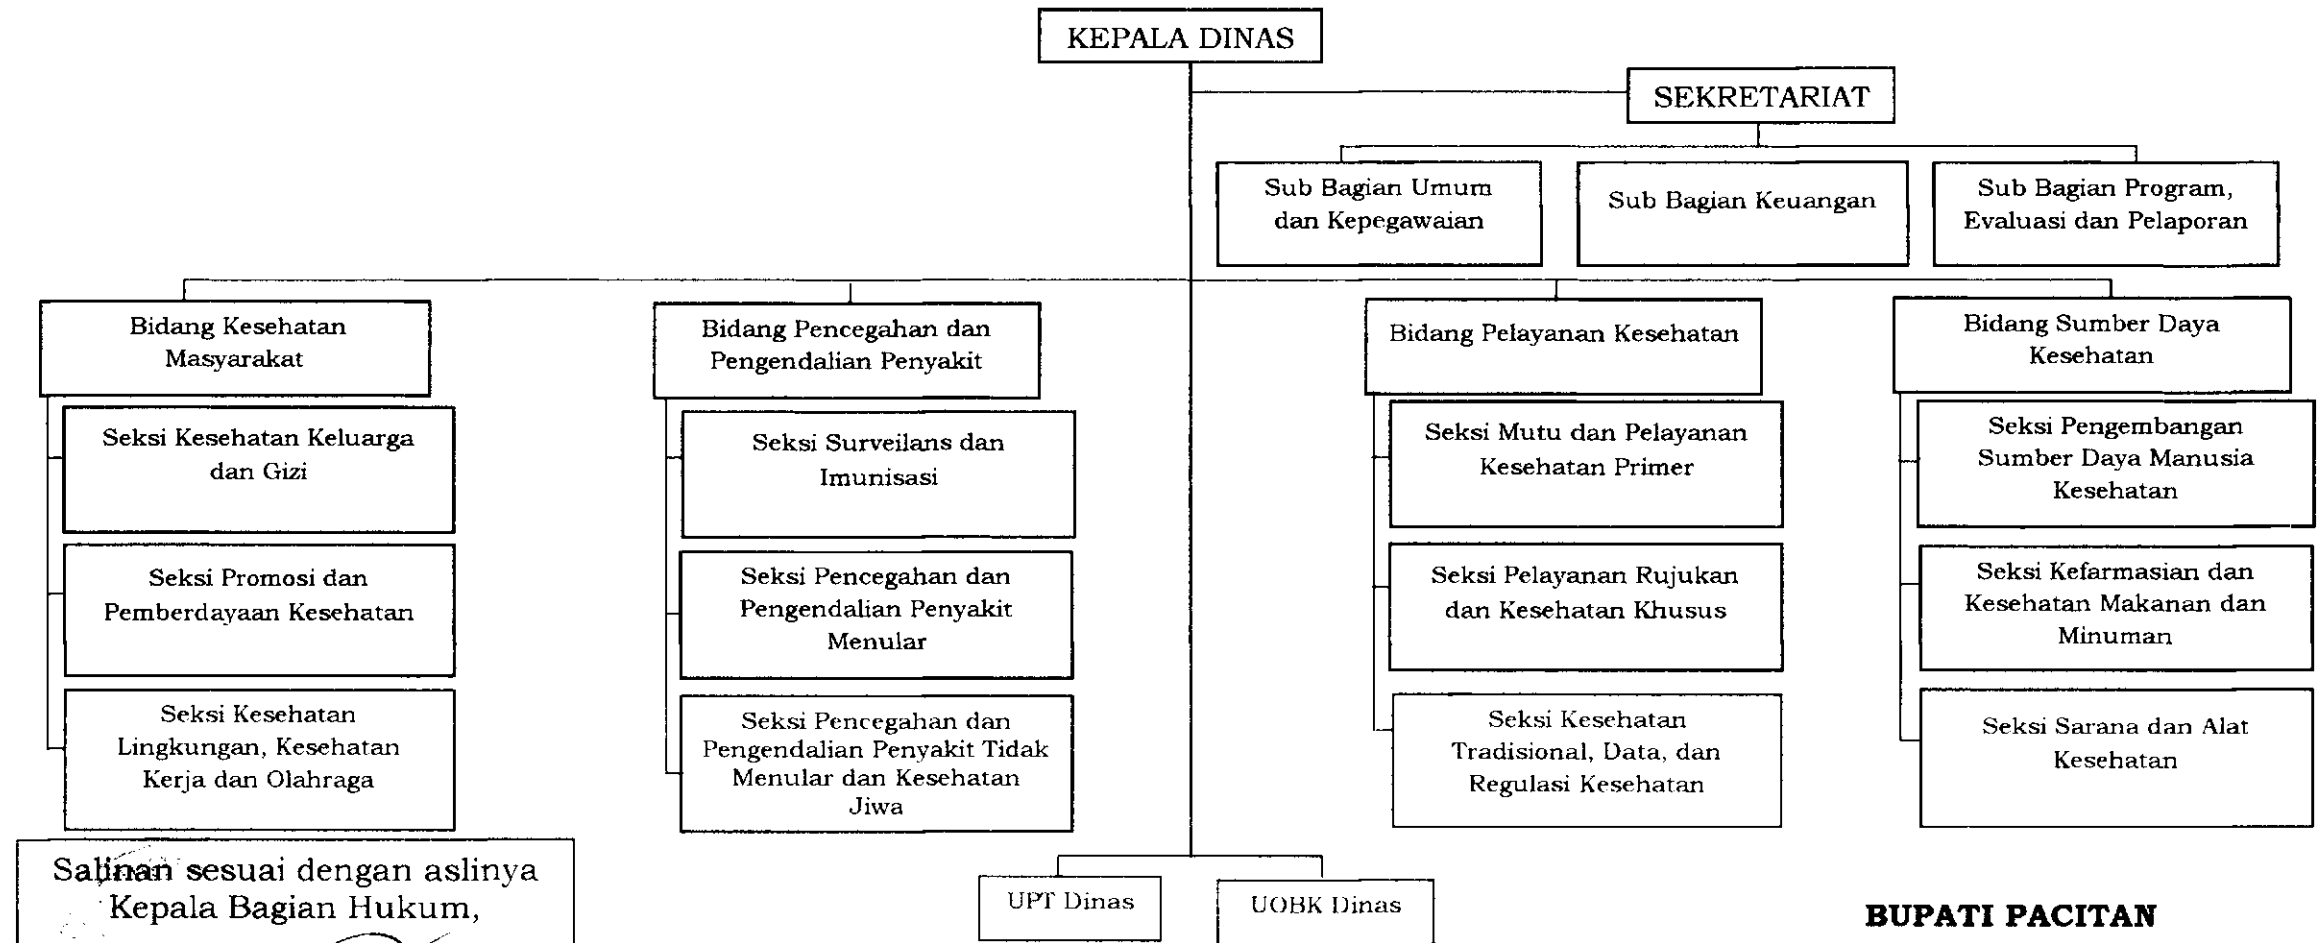 KEPALA DINAS
SEKRETARIAT
Sub Bagian Umum
dan Kepegawaian
Sub Bagian Keuangan
Sub Bagian Program,
Evaluasi dan Pelaporan
Bidang Kesehatan
Masyarakat
Seksi Kesehatan Keluarga
dan Gizi
Seksi Promosi dan
Pemberdayaan Kesehatan
Seksi Kesehatan
Lingkungan, Kesehatan
Kerja dan Olahraga
Bidang Pencegahan dan
Pengendalian Penyakit
Seksi Surveilans dan
Imunisasi
Seksi Pencegahan dan
Pengendalian Penyakit
Menular
Seksi Pencegahan dan
Pengendalian Penyakit Tidak
Menular dan Kesehatan
Jiwa
Bidang Pelayanan Kesehatan
Seksi Mutu dan Pelayanan
Kesehatan Primer
Seksi Pelayanan Rujukan
dan Kesehatan Khusus
Seksi Kesehatan
Tradisional, Data, dan
Regulasi Kesehatan
Bidang Sumber Daya
Kesehatan
Seksi Pengembangan
Sumber Daya Manusia
Kesehatan
Seksi Kefarmasian dan
Kesehatan Makanan dan
Minuman
Seksi Sarana dan Alat
Kesehatan
UPT Dinas
UOBK Dinas
Salinan sesuai dengan aslinya
Kepala Bagian Hukum,
BUPATI PACITAN